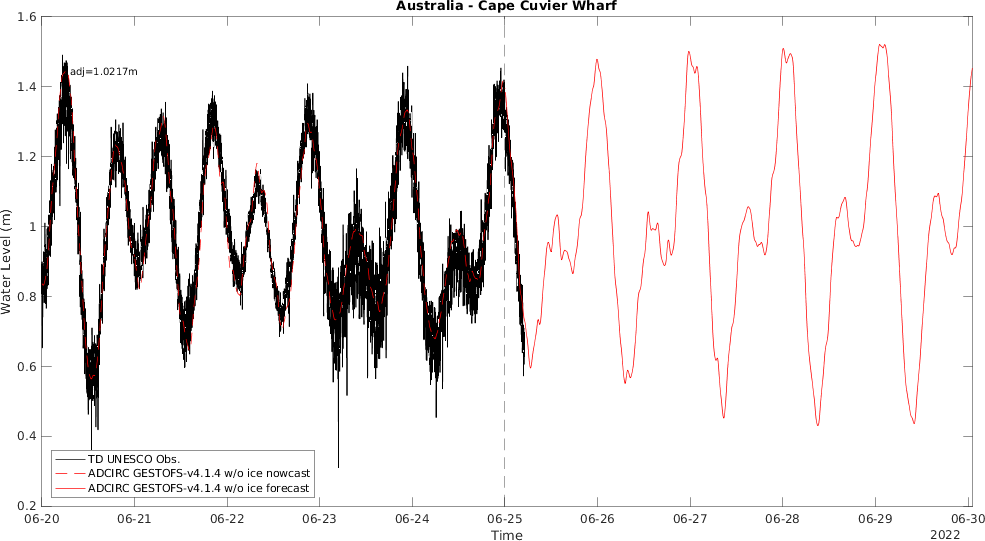 Australia - Cape Cuvier Wharf
1.6
1.4
1.2
1
0.8
0.6
0.4
0.2
Water Level (m)
adj=1.0217m
TD UNESCO Obs.
ADCIRC GESTOFS-v4.1.4 w/o ice nowcast
ADCIRC GESTOFS-v4.1.4 w/o ice forecast
06-20 06-21 06-22 06-23 06-24 06-25 06-26 06-27 06-28 06-29 06-30
Time
2022